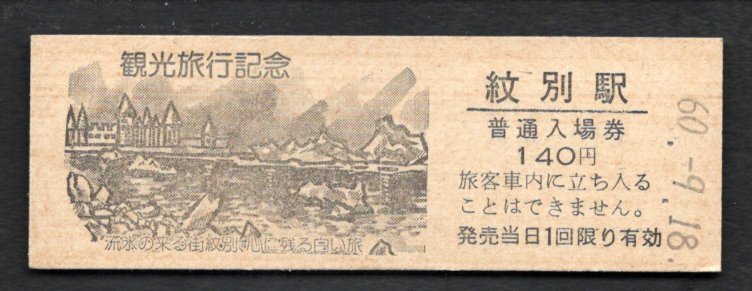 観光旅行記念
流氷の来る街紋別 心に残る白い旅
紋別駅
普通入場券
140円
旅客車内に立ち入る
ことはできません。
発売当日1回限り有効
60.-9.18.